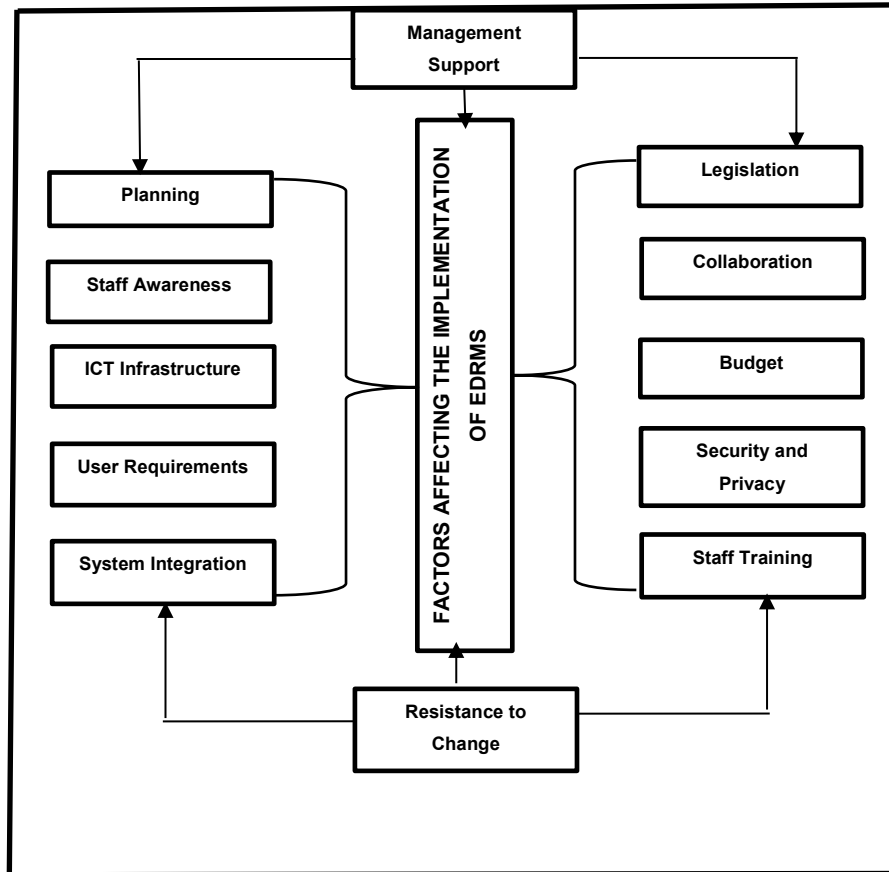 Management
Support
Planning
Staff Awareness
ICT Infrastructure
User Requirements
System Integration
FACTORS AFFECTING THE IMPLEMENTATION
OF EDRMS
Legislation
Collaboration
Budget
Security and
Privacy
Staff Training
Resistance to
Change